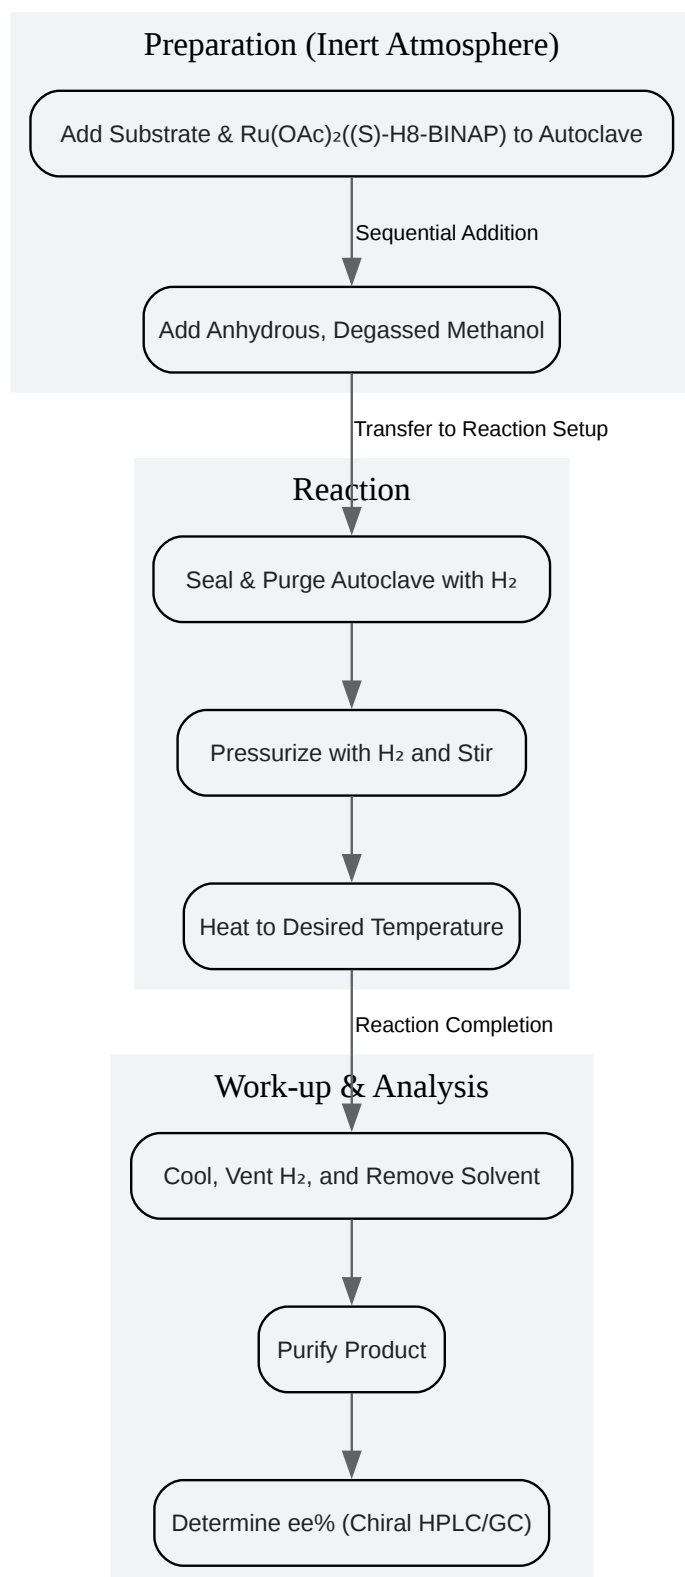 Preparation (Inert Atmosphere)
Add Substrate & Ru(OAc)₂((S)-H8-BINAP) to Autoclave
Sequential Addition
Add Anhydrous, Degassed Methanol
Transfer to Reaction Setup
Reaction
Seal & Purge Autoclave with H₂
Pressurize with H₂ and Stir
Heat to Desired Temperature
Reaction Completion
Work-up & Analysis
Cool, Vent H₂, and Remove Solvent
Purify Product
Determine ee% (Chiral HPLC/GC)